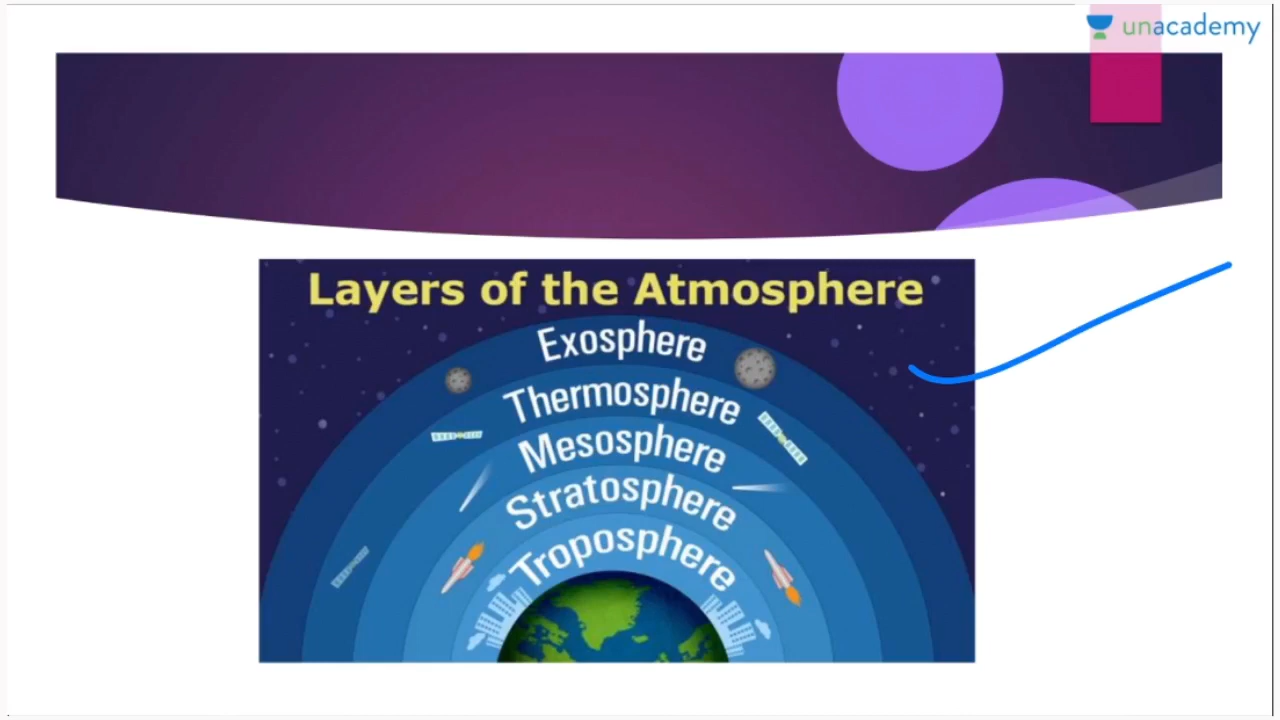 unacademy
Layers of the Atmosphere
Exosphere
Thermosphere
Mesosphere
Stratosphere
Troposphere